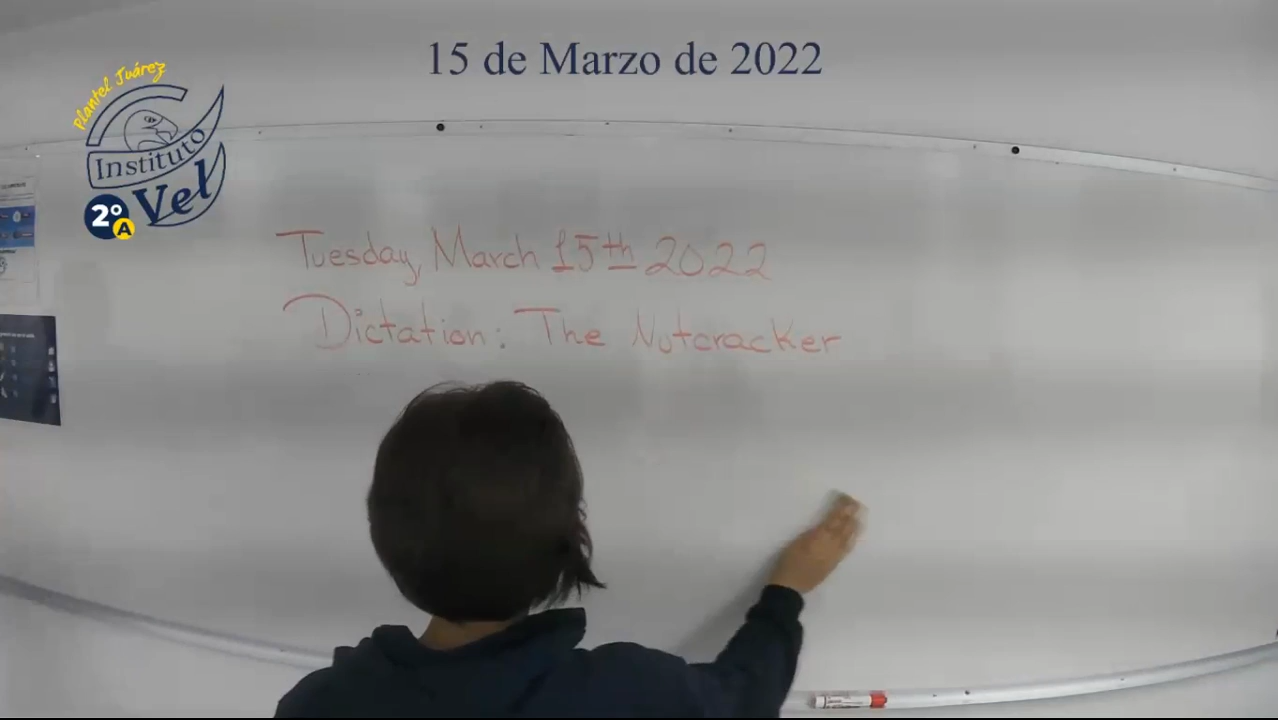 15 de Marzo de 2022
Plantel Juárez
Instituto
Vel
2° A
Tuesday, March 15th 2022
Dictation: The Nutcracker